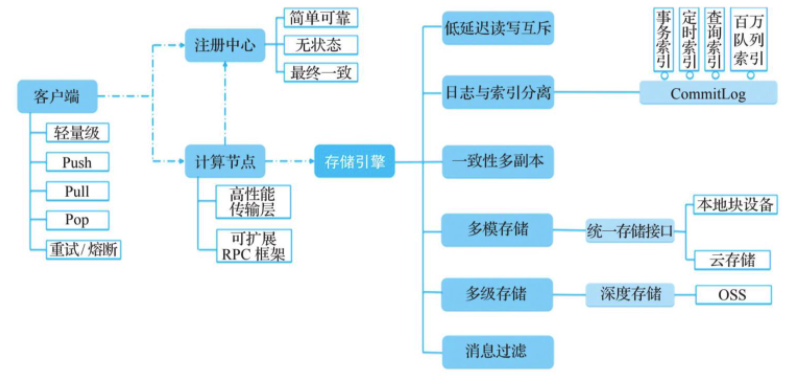 客户端
轻量级
Push
Pull
Pop
重试/熔断
注册中心
简单可靠
无状态
最终一致
计算节点
高性能
传输层
可扩展
RPC 框架
存储引擎
低延迟读写互斥
日志与索引分离
事务索引
定时索引
查询索引
百万
队列
索引
CommitLog
一致性多副本
多模存储
统一存储接口
本地块设备
云存储
多级存储
深度存储
OSS
消息过滤